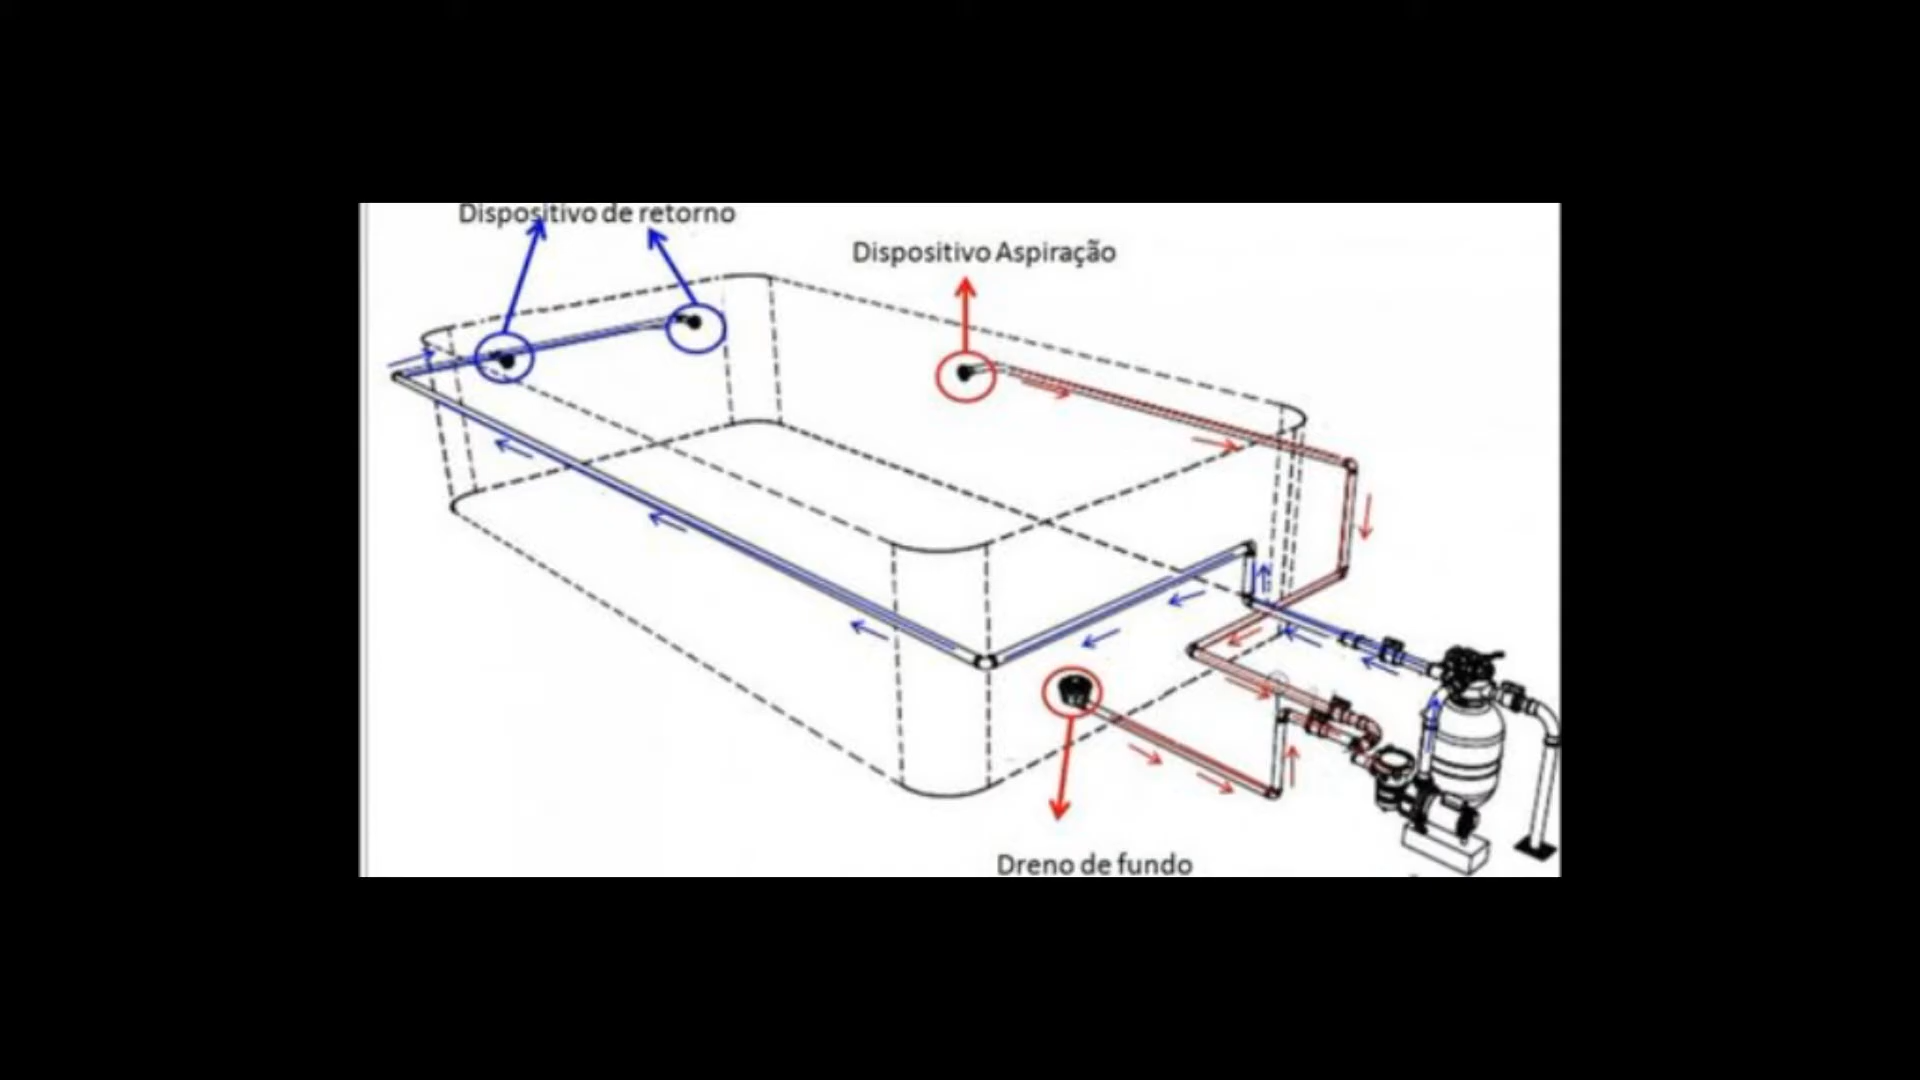 Dispositivo de retorno
Dispositivo Aspiração
Dreno de fundo